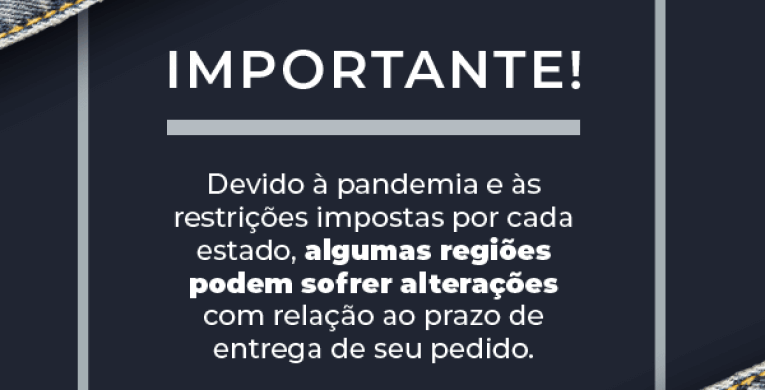 IMPORTANTE!
Devido à pandemia e às
restrições impostas por cada
estado, algumas regiões
podem sofrer alterações
com relação ao prazo de
entrega de seu pedido.